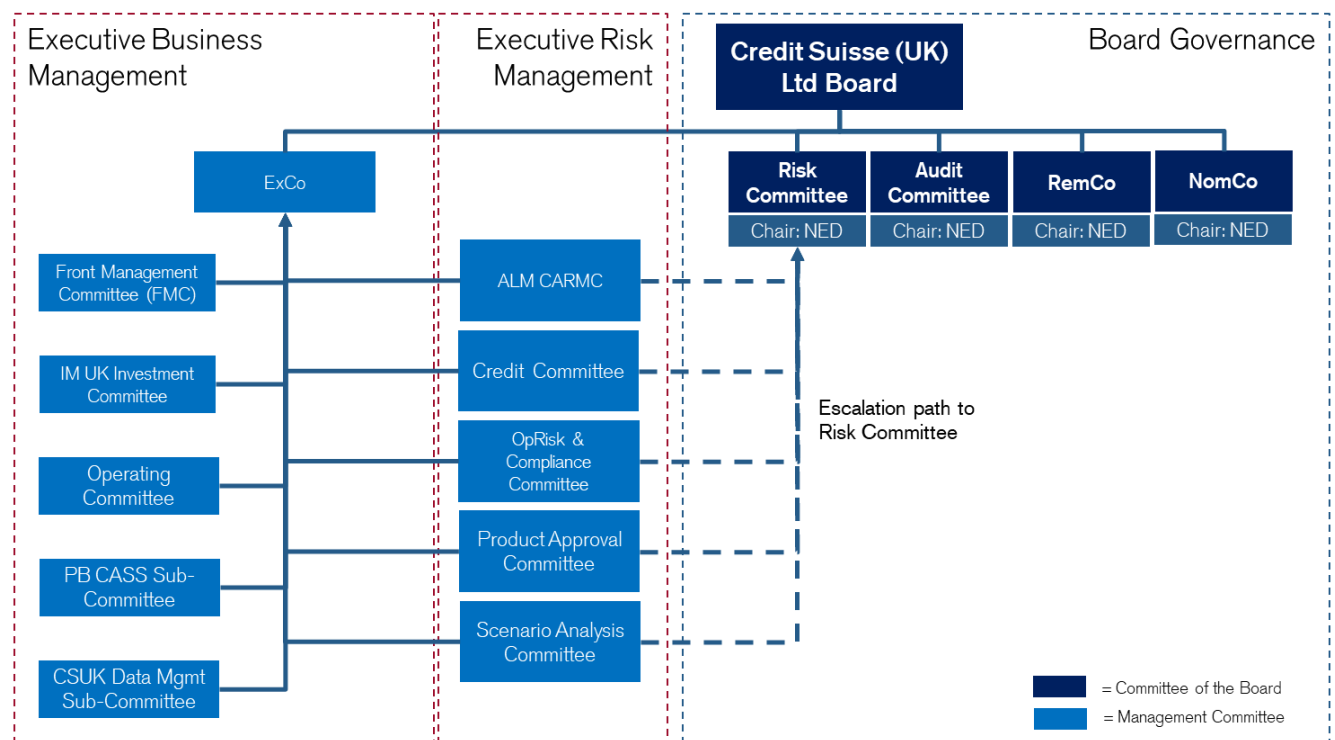 Executive Business
Management
Executive Risk
Management
Board Governance
Credit Suisse (UK)
Ltd Board
ExCo
Risk
Committee
Chair: NED
Audit
Committee
Chair: NED
RemCo
Chair: NED
NomCo
Chair: NED
Front Management
Committee (FMC)
IM UK Investment
Committee
Operating
Committee
PB CASS Sub-
Committee
CSUK Data Mgmt
Sub-Committee
ALM CARMC
Credit Committee
OpRisk &
Compliance
Committee
Product Approval
Committee
Scenario Analysis
Committee
Escalation path to
Risk Committee
= Committee of the Board
= Management Committee